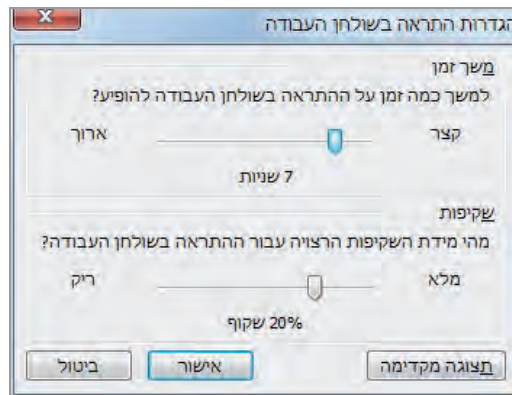 הגדרות התראה בשולחן העבודה
משך זמן
למשך כמה זמן על ההתראה בשולחן העבודה להופיע?
קצר ארוך
7 שניות
שקיפות
מהי מידת השקיפות הרצויה עבור ההתראה בשולחן העבודה?
מלא ריק
20% שקוף
תצוגה מקדימה אישור ביטול